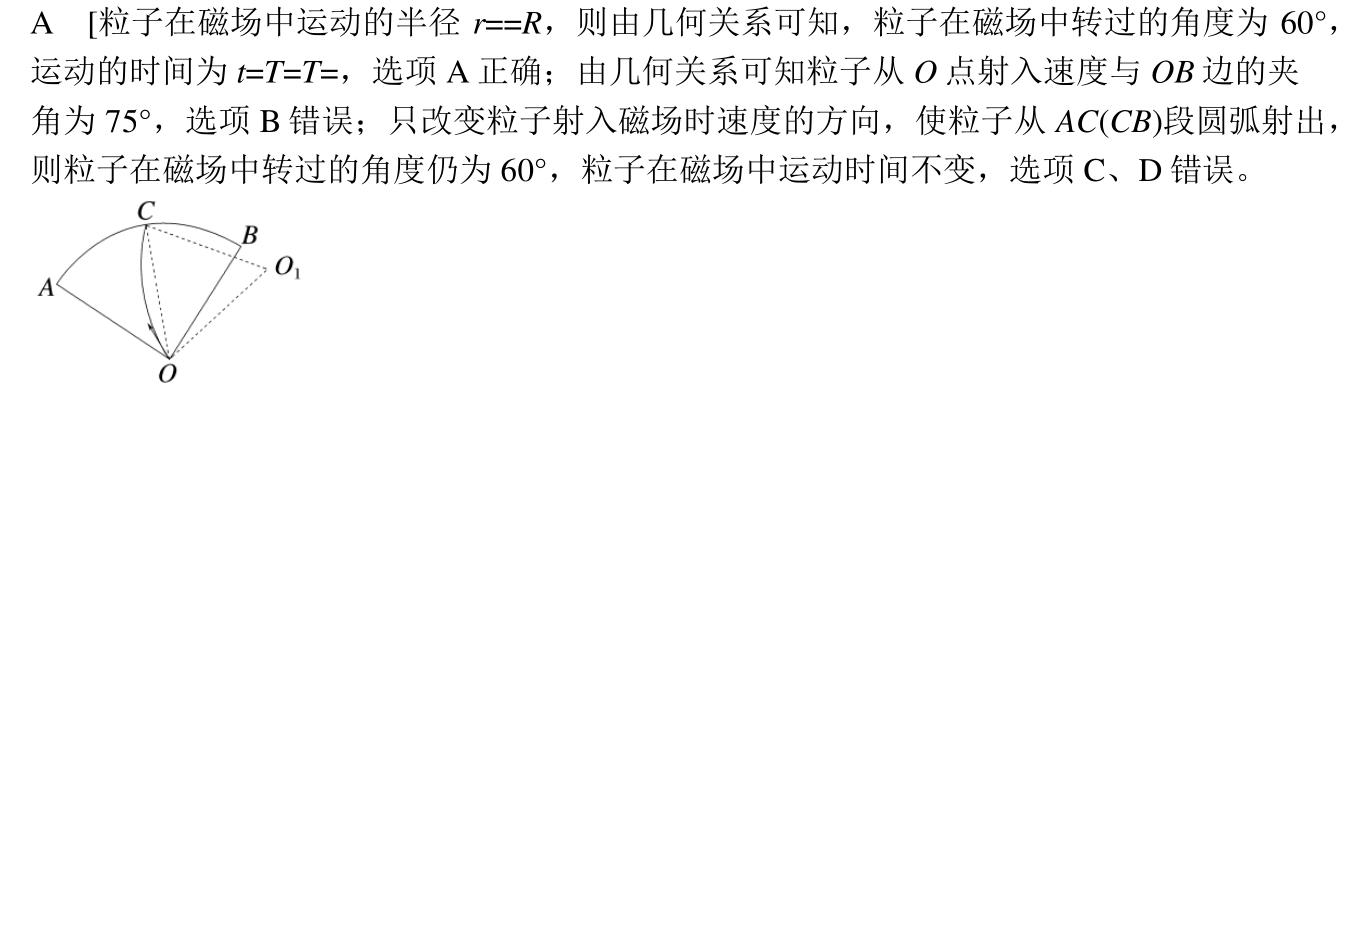 A [粒子在磁场中运动的半径 r==R，则由几何关系可知，粒子在磁场中转过的角度为 60°，
运动的时间为 t=T=T=，选项 A 正确；由几何关系可知粒子从 O 点射入速度与 OB 边的夹
角为 75°，选项 B 错误；只改变粒子射入磁场时速度的方向，使粒子从 AC(CB)段圆弧射出，
则粒子在磁场中转过的角度仍为 60°，粒子在磁场中运动时间不变，选项 C、D 错误。
C
B
O₁
A
O